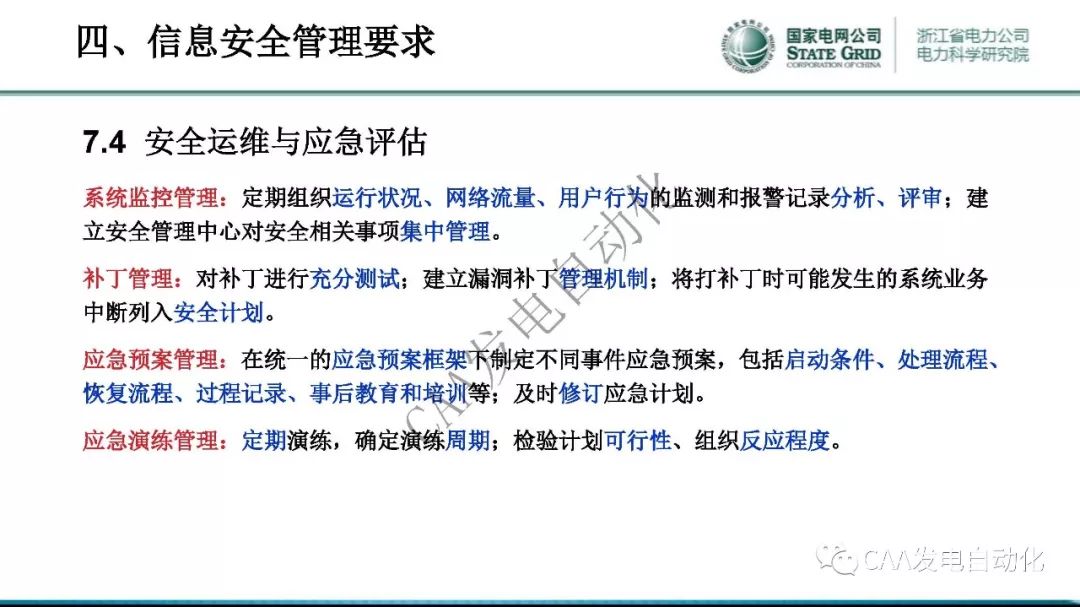 四、信息安全管理要求
国家电网公司
STATE GRID
CORPORATION OF CHINA
浙江省电力公司
电力科学研究院
7.4 安全运维与应急评估
系统监控管理：定期组织运行状况、网络流量、用户行为的监测和报警记录分析、评审；建
立安全管理中心对安全相关事项集中管理。
补丁管理：对补丁进行充分测试；建立漏洞补丁管理机制；将打补丁时可能发生的系统业务
中断列入安全计划。
应急预案管理：在统一的应急预案框架下制定不同事件应急预案，包括启动条件、处理流程、
恢复流程、过程记录、事后教育和培训等；及时修订应急计划。
应急演练管理：定期演练，确定演练周期；检验计划可行性、组织反应程度。
CAA发电自动化
CAA发电自动化